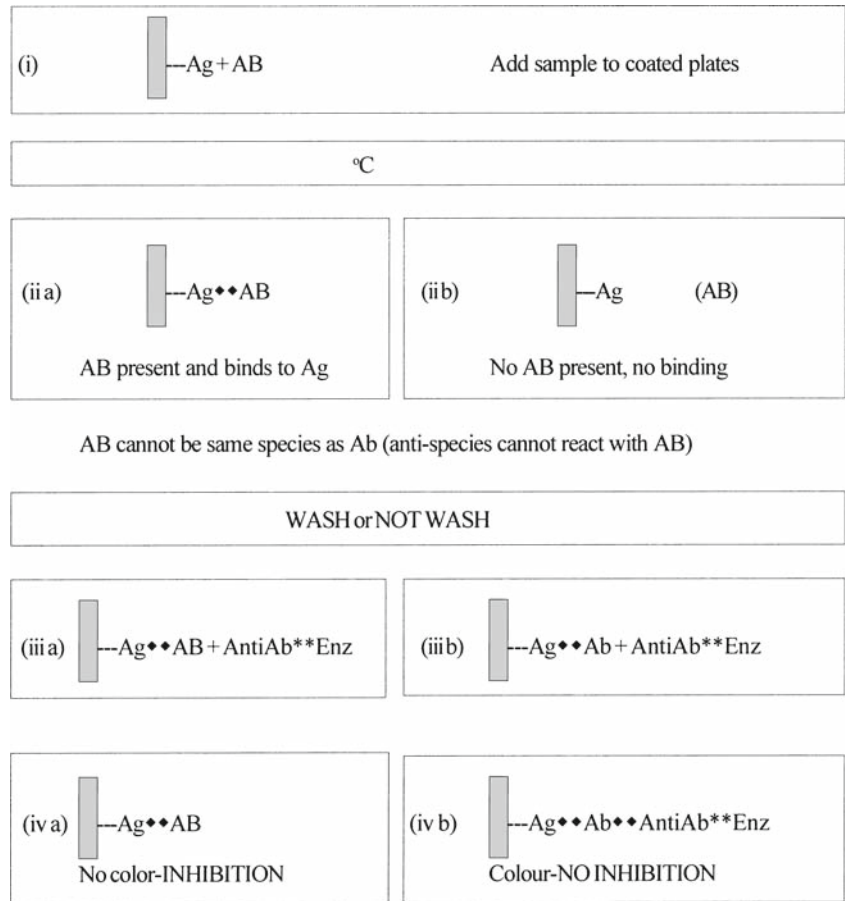 (i) ---Ag + AB Add sample to coated plates
ºC
(ii a) ---Ag♦♦AB (ii b) ---Ag (AB)
AB present and binds to Ag No AB present, no binding
AB cannot be same species as Ab (anti-species cannot react with AB)
WASH or NOT WASH
(iii a) ---Ag♦♦AB + AntiAb**Enz (iii b) ---Ag♦♦Ab + AntiAb**Enz
(iv a) ---Ag♦♦AB (iv b) ---Ag♦♦Ab♦♦AntiAb**Enz
No color-INHIBITION Colour-NO INHIBITION